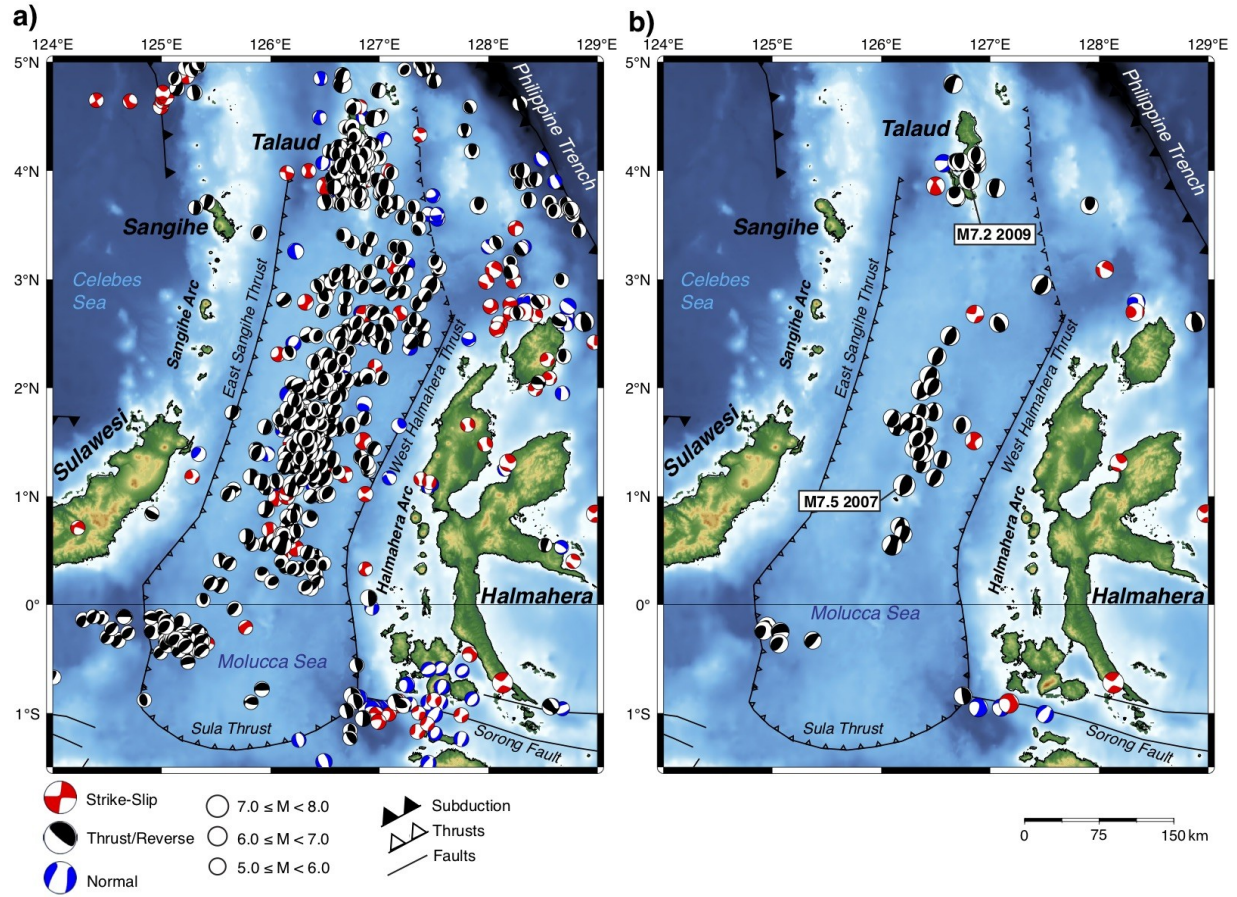 a)
124°E 125°E 126°E 127°E 128°E 129°E
5°N
4°N
3°N
2°N
1°N
0°
1°S
Talaud
Philippine Trench
Sangihe
Celebes
Sea
Sangihe Arc
East Sangihe Thrust
West Halmahera Thrust
Sulawesi
Halmahera Arc
Halmahera
Molucca Sea
Sula Thrust
Sorong Fault
b)
124°E 125°E 126°E 127°E 128°E 129°E
5°N
4°N
3°N
2°N
1°N
0°
1°S
Talaud
Philippine Trench
M7.2 2009
Sangihe
Celebes
Sea
Sangihe Arc
East Sangihe Thrust
West Halmahera Thrust
Sulawesi
M7.5 2007
Halmahera Arc
Halmahera
Molucca Sea
Sula Thrust
Sorong Fault
Strike-Slip
Thrust/Reverse
Normal
7.0 ≤ M < 8.0
6.0 ≤ M < 7.0
5.0 ≤ M < 6.0
Subduction
Thrusts
Faults
0 75 150 km